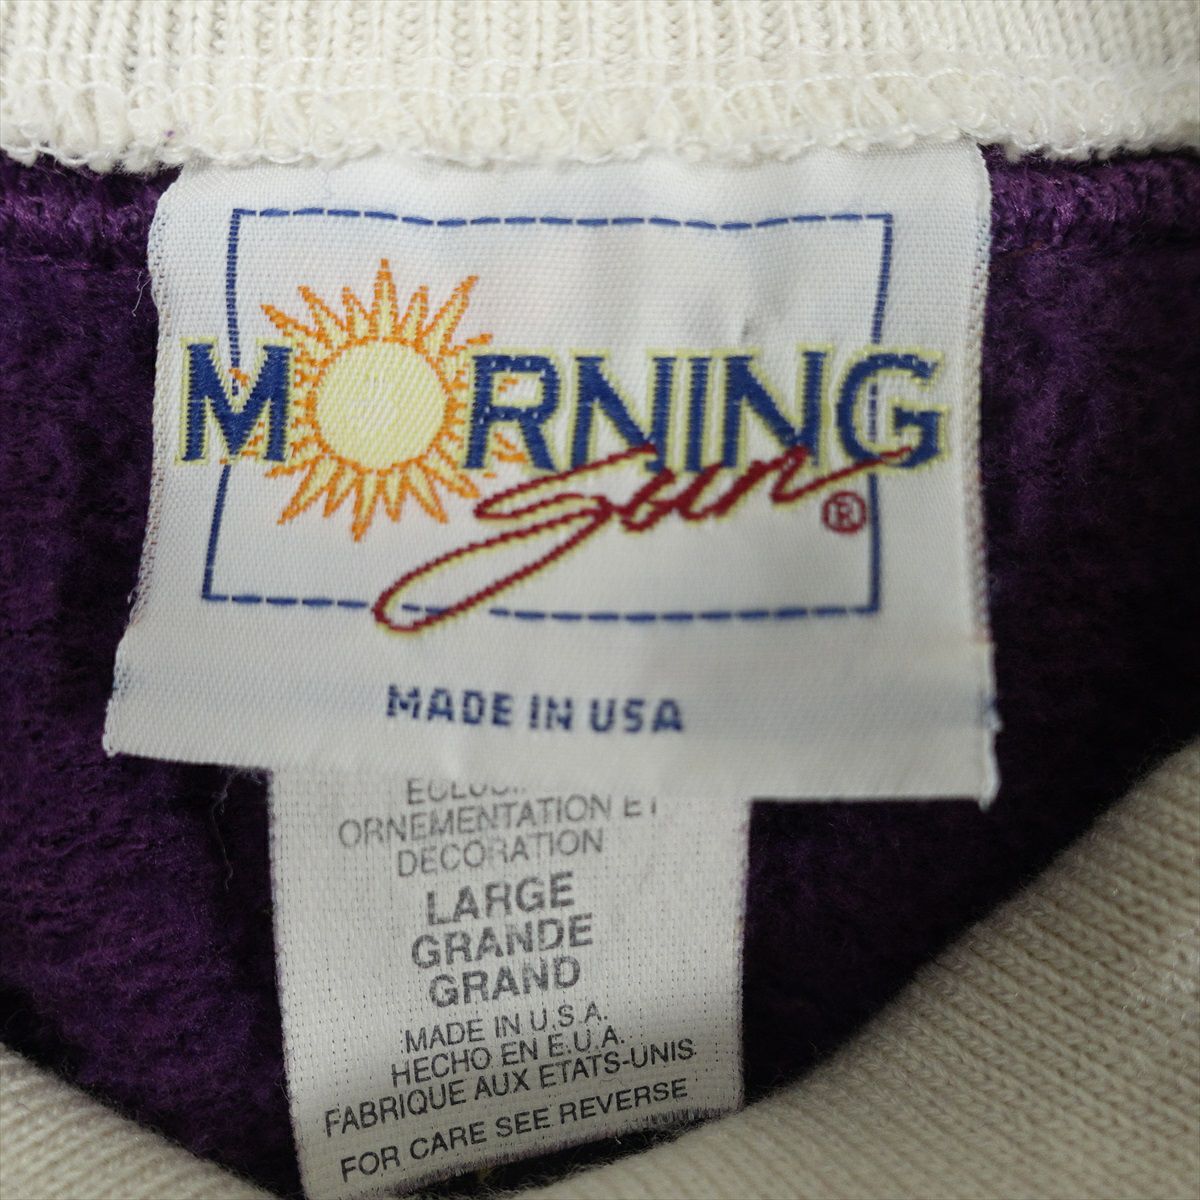 MORNING
Sun ®
MADE IN USA
ORNEMENTATION ET
DECORATION
LARGE
GRANDE
GRAND
MADE IN U.S.A.
HECHO EN E.U.A.
FABRIQUE AUX ETATS-UNIS
FOR CARE SEE REVERSE